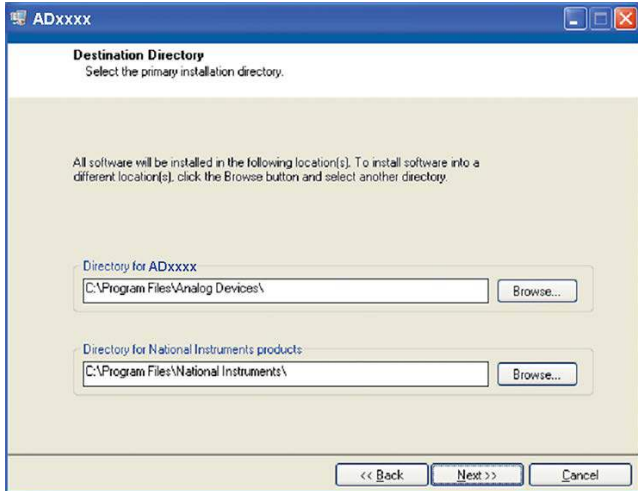 ADxxxx
Destination Directory
Select the primary installation directory.
All software will be installed in the following location(s). To install software into a
different location(s), click the Browse button and select another directory.
Directory for ADxxxx
C:\Program Files\Analog Devices\
Browse...
Directory for National Instruments products
C:\Program Files\National Instruments\
Browse...
<< Back
Next >>
Cancel